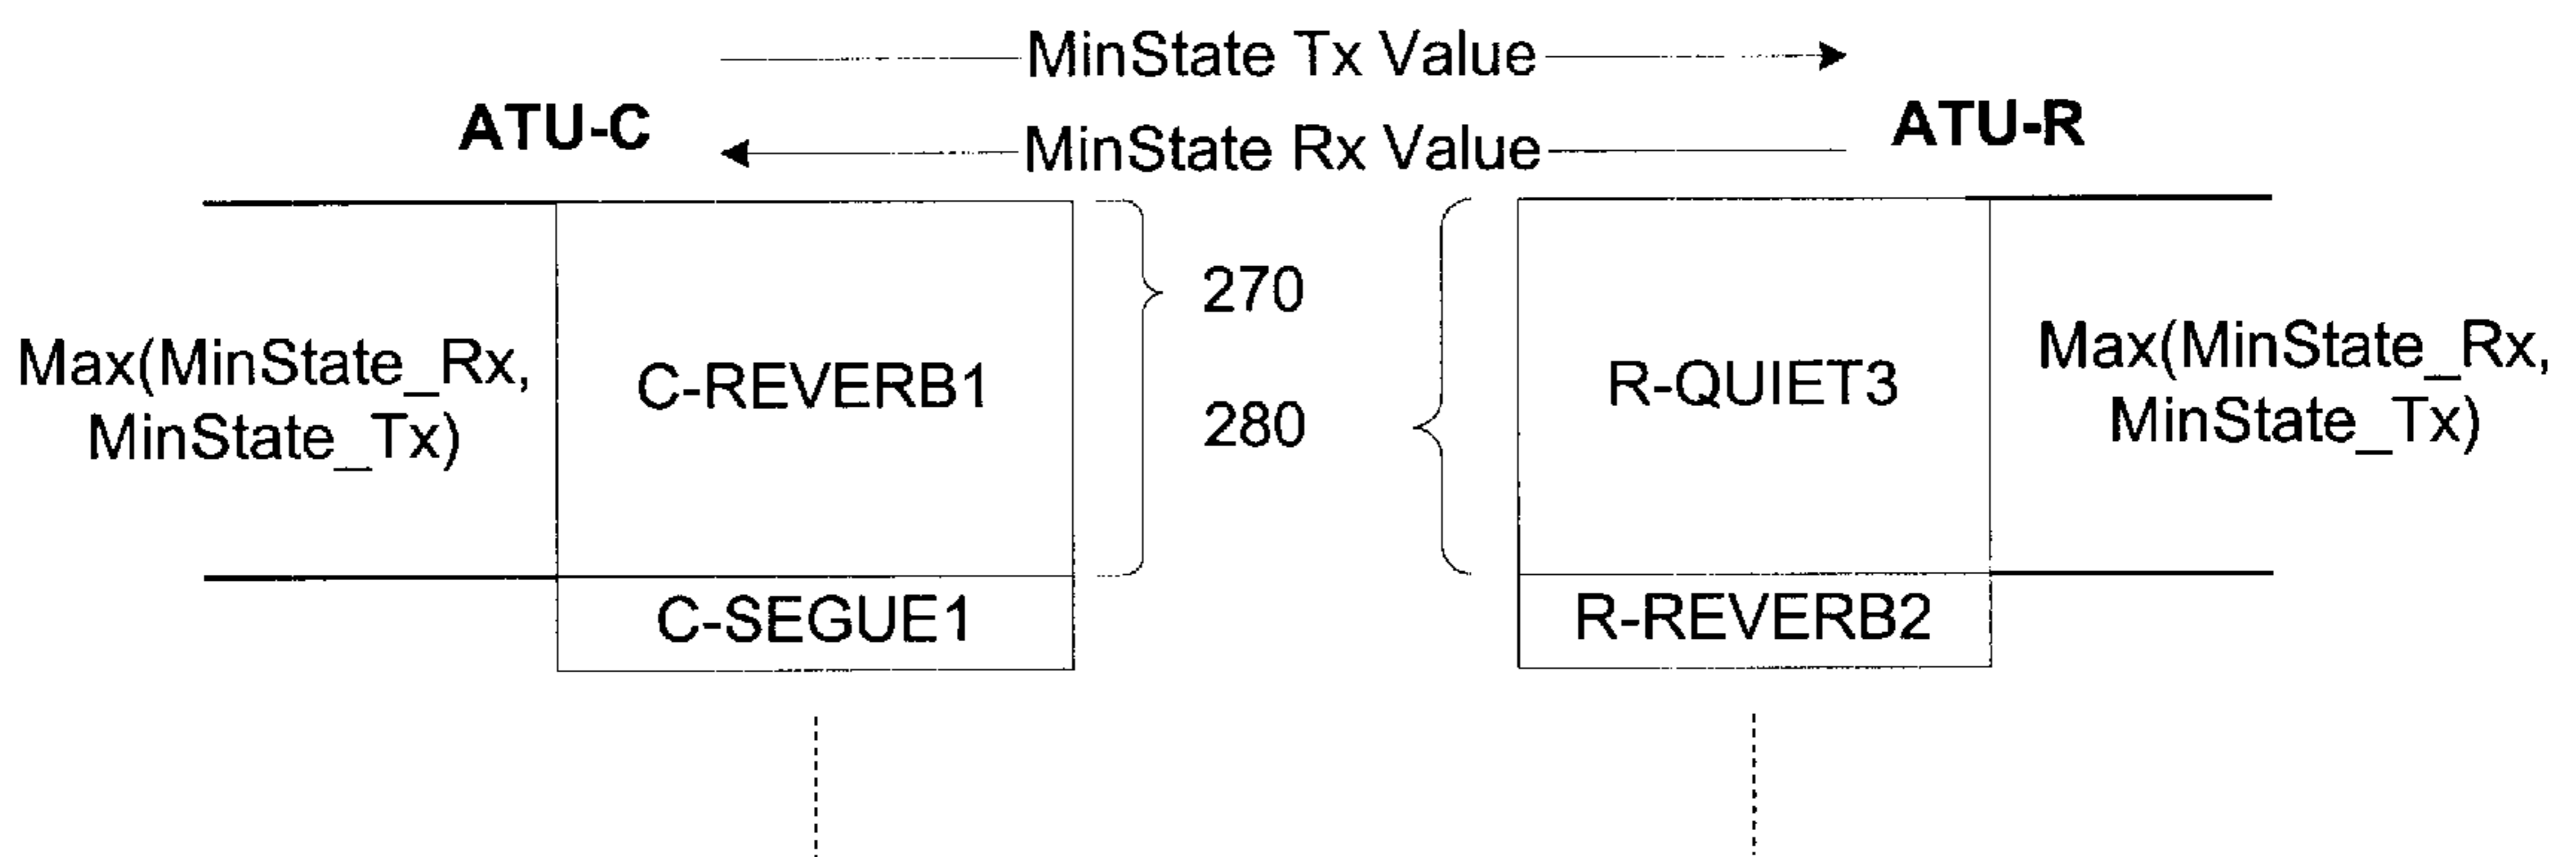 MinState Tx Value
ATU-C
ATU-R
MinState Rx Value
270
Max(MinState_Rx,
MinState_Tx)
C-REVERB1
280
R-QUIET3
Max(MinState_Rx,
MinState_Tx)
C-SEGUE1
R-REVERB2